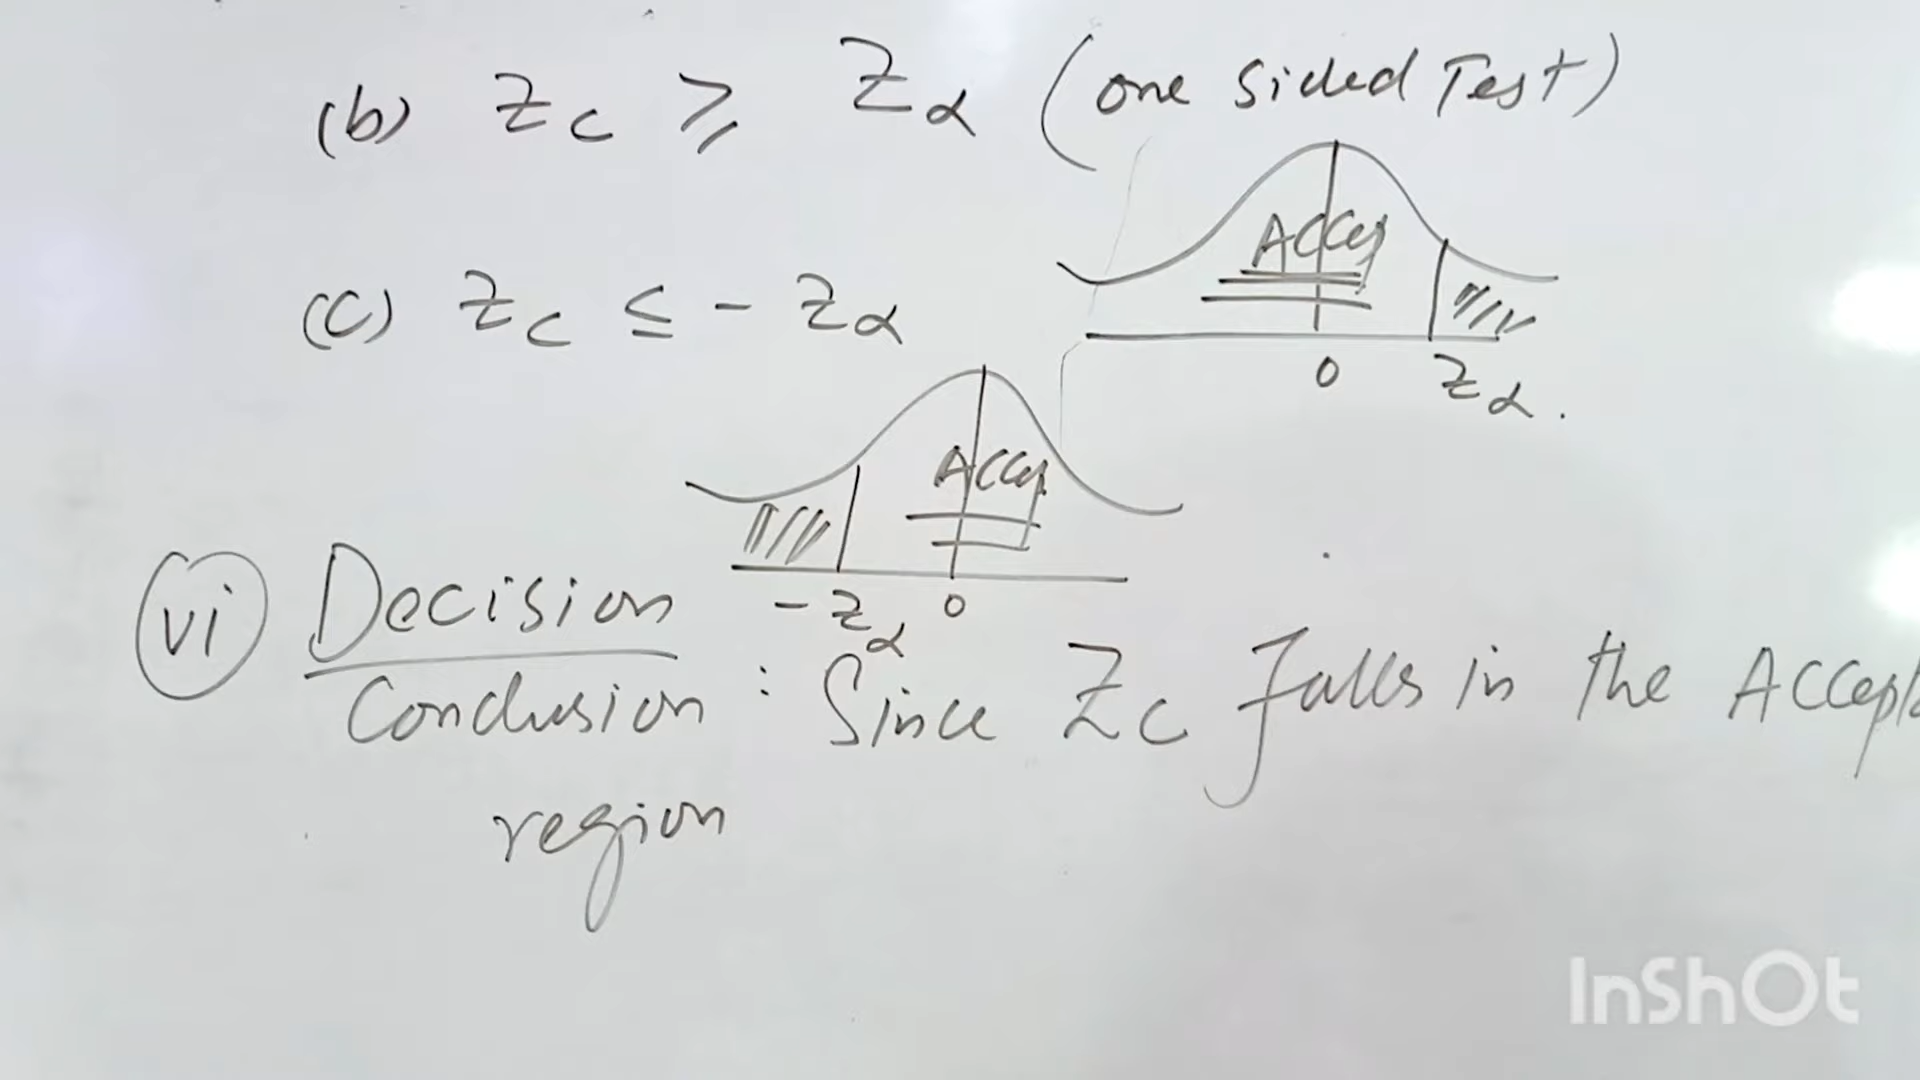 (b) Zc ⩾ Zα (one sided Test)
Accep
0 Zα.
(c) Zc ≤ - Zα
Accep
- Zα 0
(vi) Decision
Conclusion : Since Zc falls in the Accepta
region
InShOt